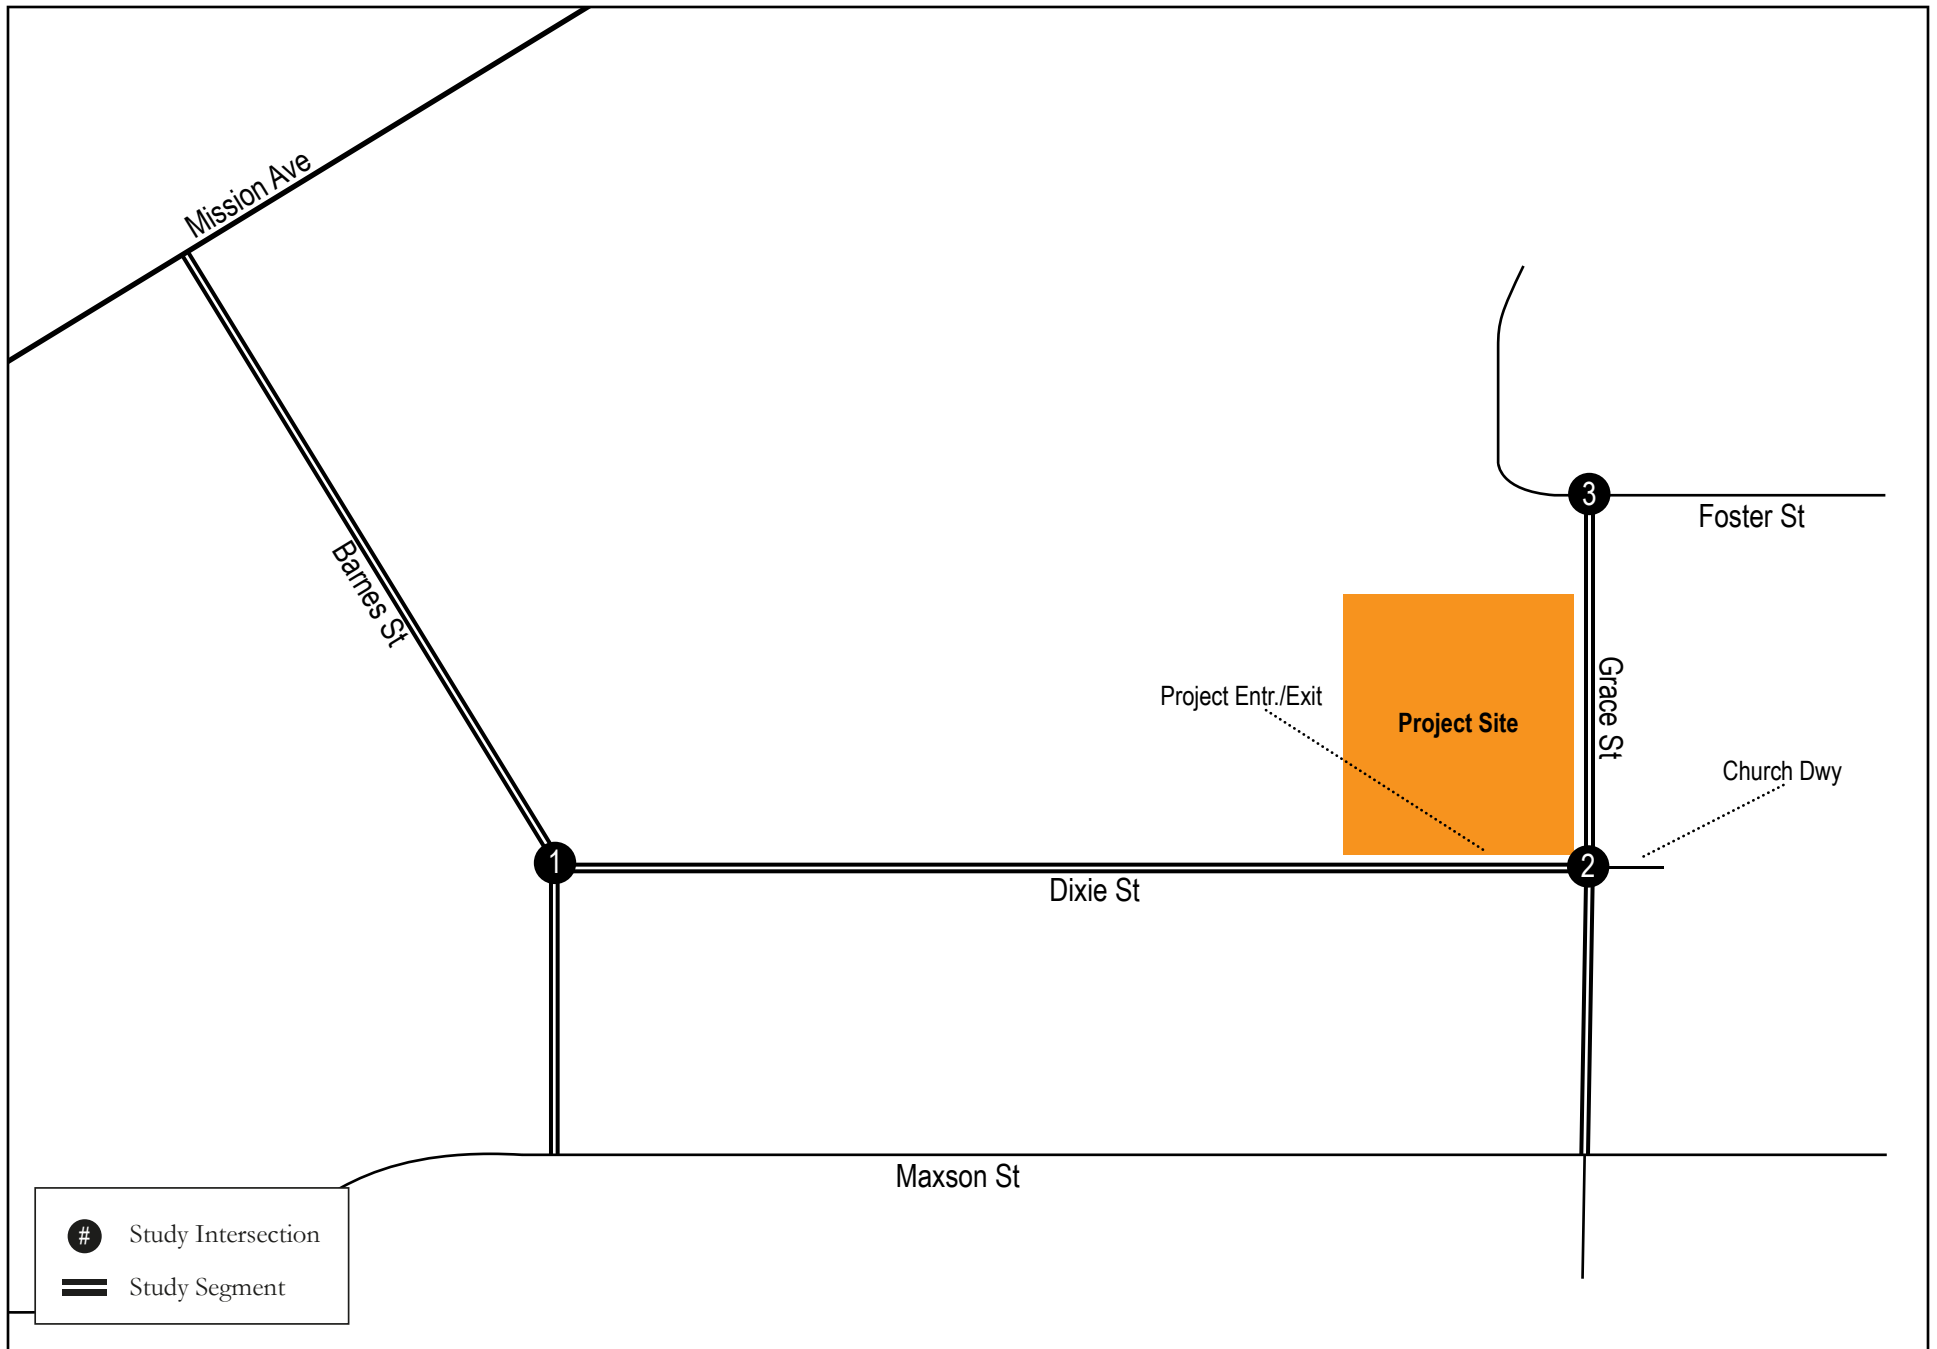 Mission Ave
3
Foster St
Barnes St
Grace St
Project Entr./Exit
Project Site
Church Dwy
1
2
Dixie St
Maxson St
# Study Intersection
Study Segment